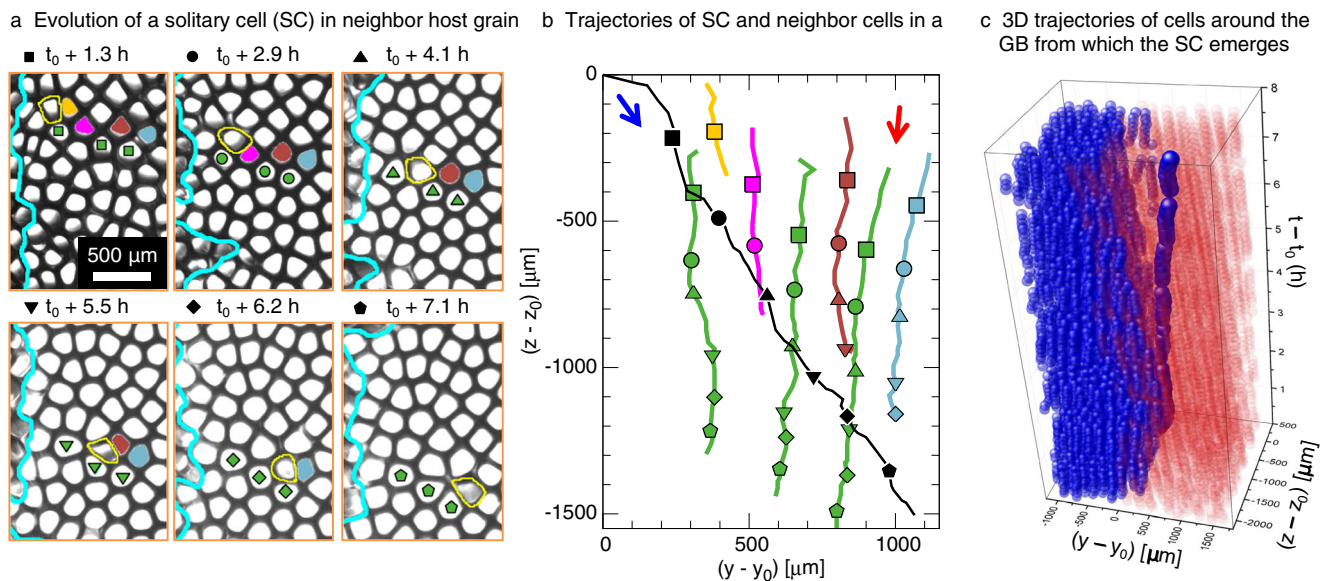 a Evolution of a solitary cell (SC) in neighbor host grain
t₀ + 1.3 h
t₀ + 2.9 h
t₀ + 4.1 h
500 µm
t₀ + 5.5 h
t₀ + 6.2 h
t₀ + 7.1 h
b Trajectories of SC and neighbor cells in a
0
-500
-1000
-1500
(z - z₀) [µm]
0
500
1000
(y - y₀) [µm]
c 3D trajectories of cells around the
GB from which the SC emerges
8
7
6
5
4
3
2
1
t – t₀ (h)
500
0
-500
-1000
-1500
-2000
(z – z₀) [µm]
-1000
-500
0
500
1000
1500
(y – y₀) [µm]